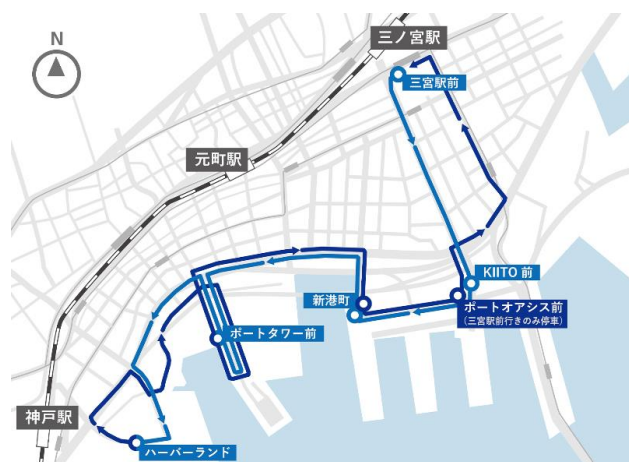 N
三ノ宮駅
三宮駅前
元町駅
KIITO 前
新港町
ポートオアシス前
(三宮駅前行きのみ停車)
ポートタワー前
神戸駅
ハーバーランド